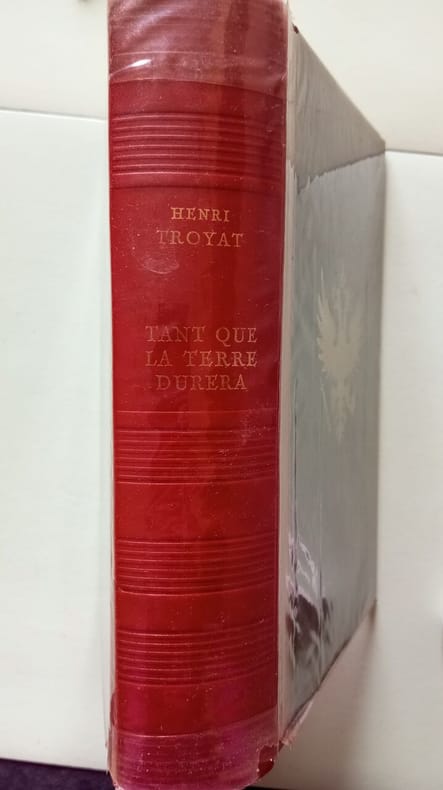 HENRI
TROYAT
TANT QUE
LA TERRE
DURERA